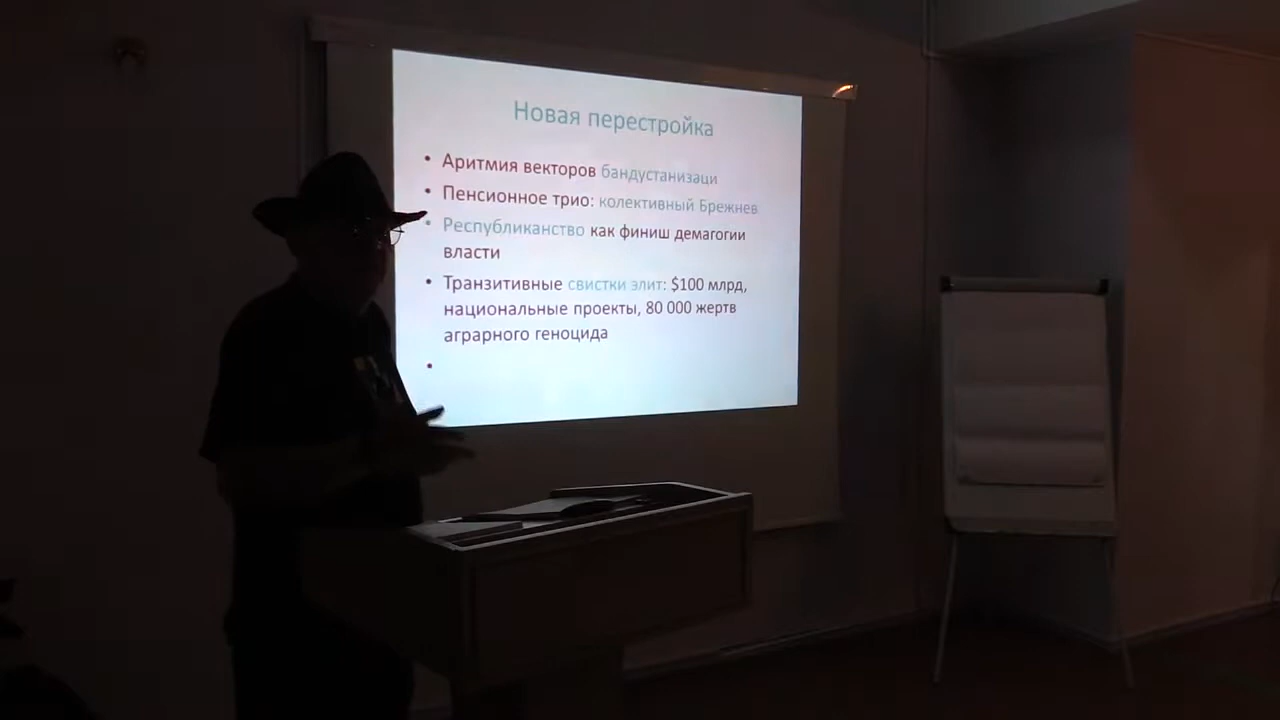 Новая перестройка
• Аритмия векторов бандустанизаци
• Пенсионное трио: колективный Брежнев
• Республиканство как финиш демагогии
власти
• Транзитивные свистки элит: $100 млрд,
национальные проекты, 80 000 жертв
аграрного геноцида
•